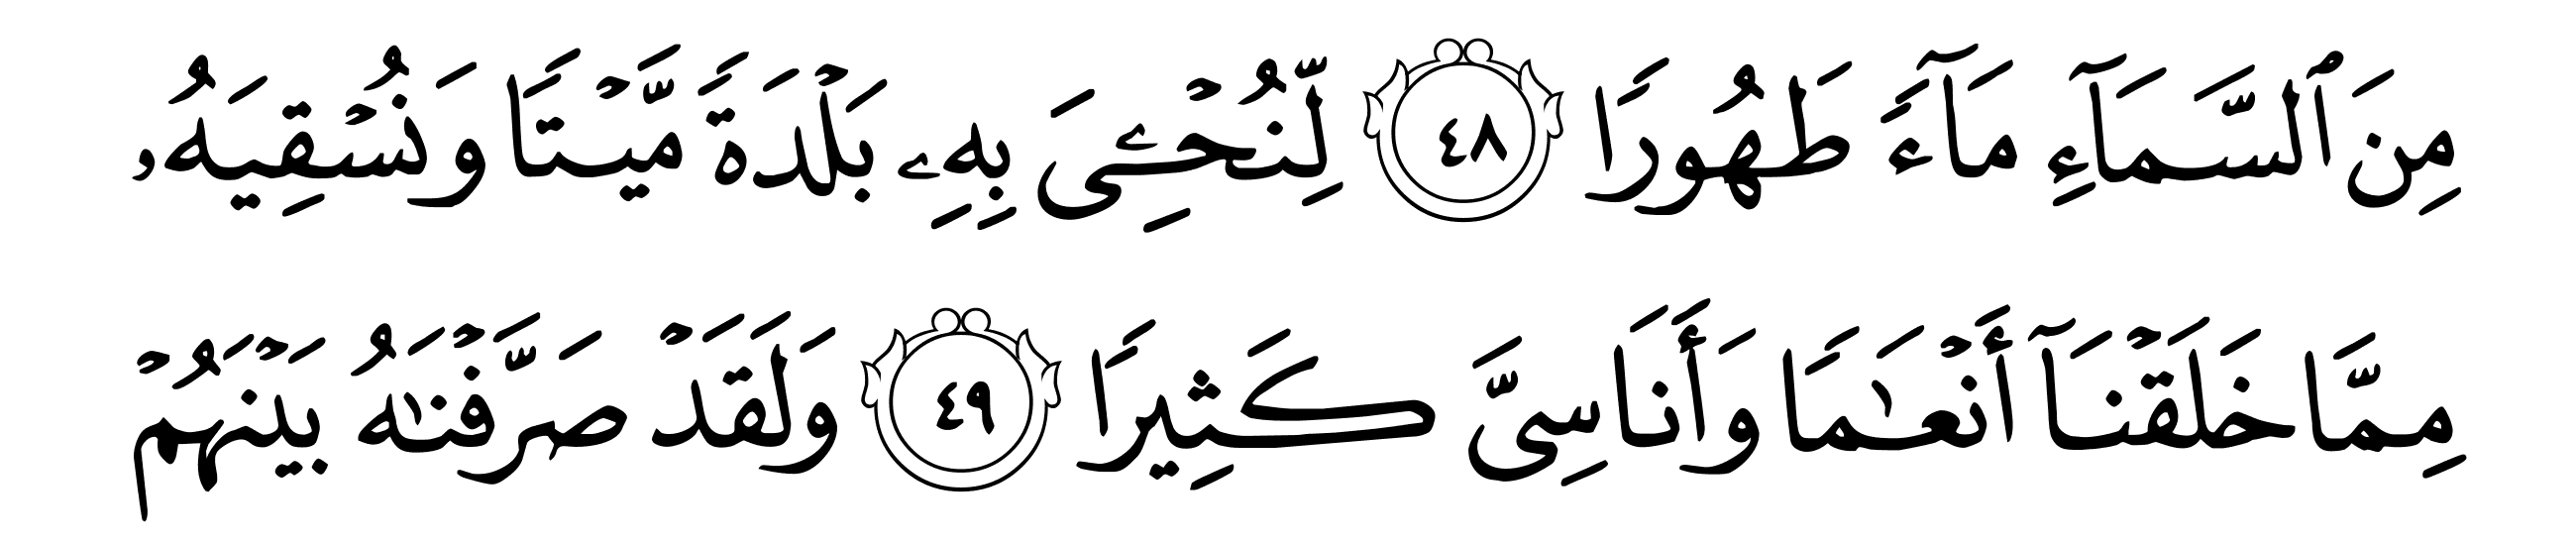 مِنَ ٱلسَّمَآءِ مَآءً طَهُورًا ٤٨ لِّنُحْـِۧيَ بِهِۦ بَلْدَةً مَّيْتًا وَنُسْقِيَهُۥ
مِمَّا خَلَقْنَآ أَنْعَٰمًا وَأَنَاسِيَّ كَثِيرًا ٤٩ وَلَقَدْ صَرَّفْنَٰهُ بَيْنَهُمْ